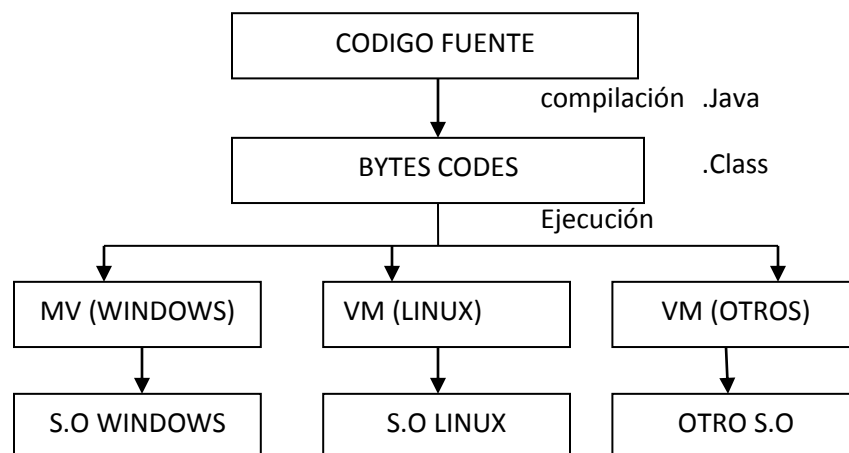 CODIGO FUENTE
compilación .Java
BYTES CODES
.Class
Ejecución
MV (WINDOWS)
VM (LINUX)
VM (OTROS)
S.O WINDOWS
S.O LINUX
OTRO S.O